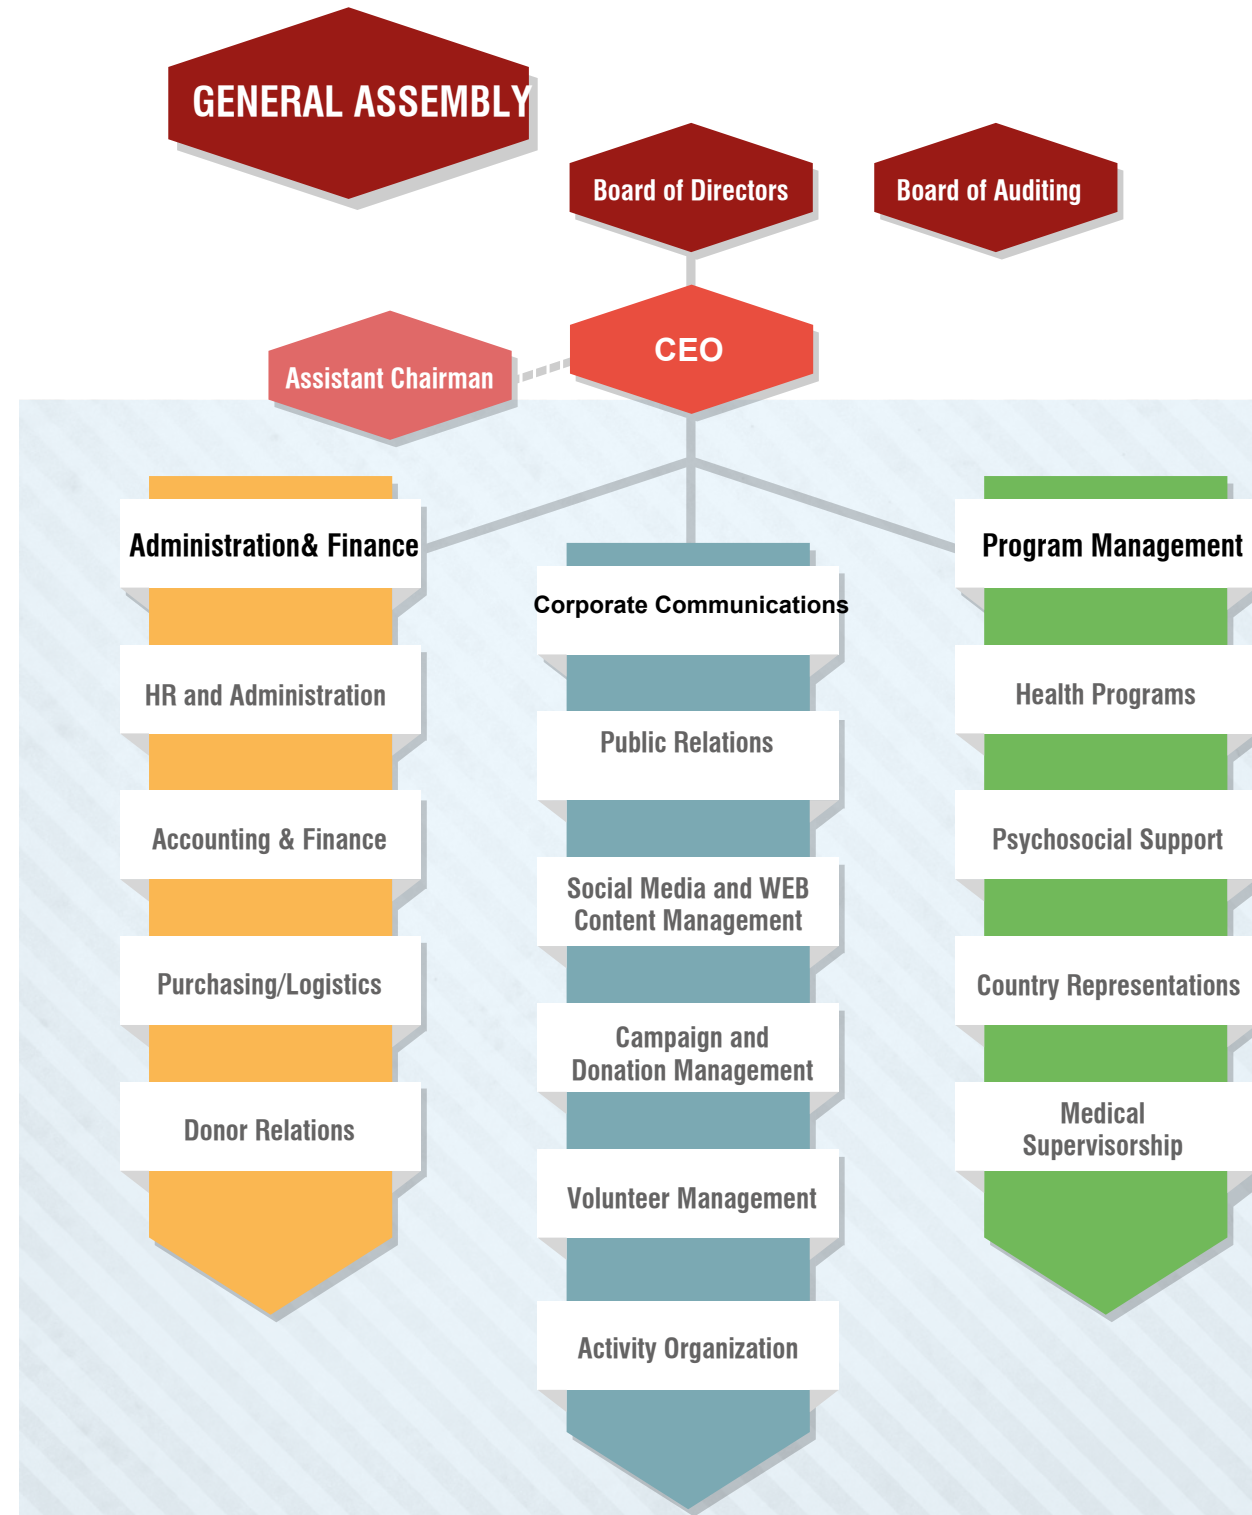 GENERAL ASSEMBLY
Board of Directors
Board of Auditing
CEO
Assistant Chairman
Administration& Finance
HR and Administration
Accounting & Finance
Purchasing/Logistics
Donor Relations
Corporate Communications
Public Relations
Social Media and WEB
Content Management
Campaign and
Donation Management
Volunteer Management
Activity Organization
Program Management
Health Programs
Psychosocial Support
Country Representations
Medical
Supervisorship